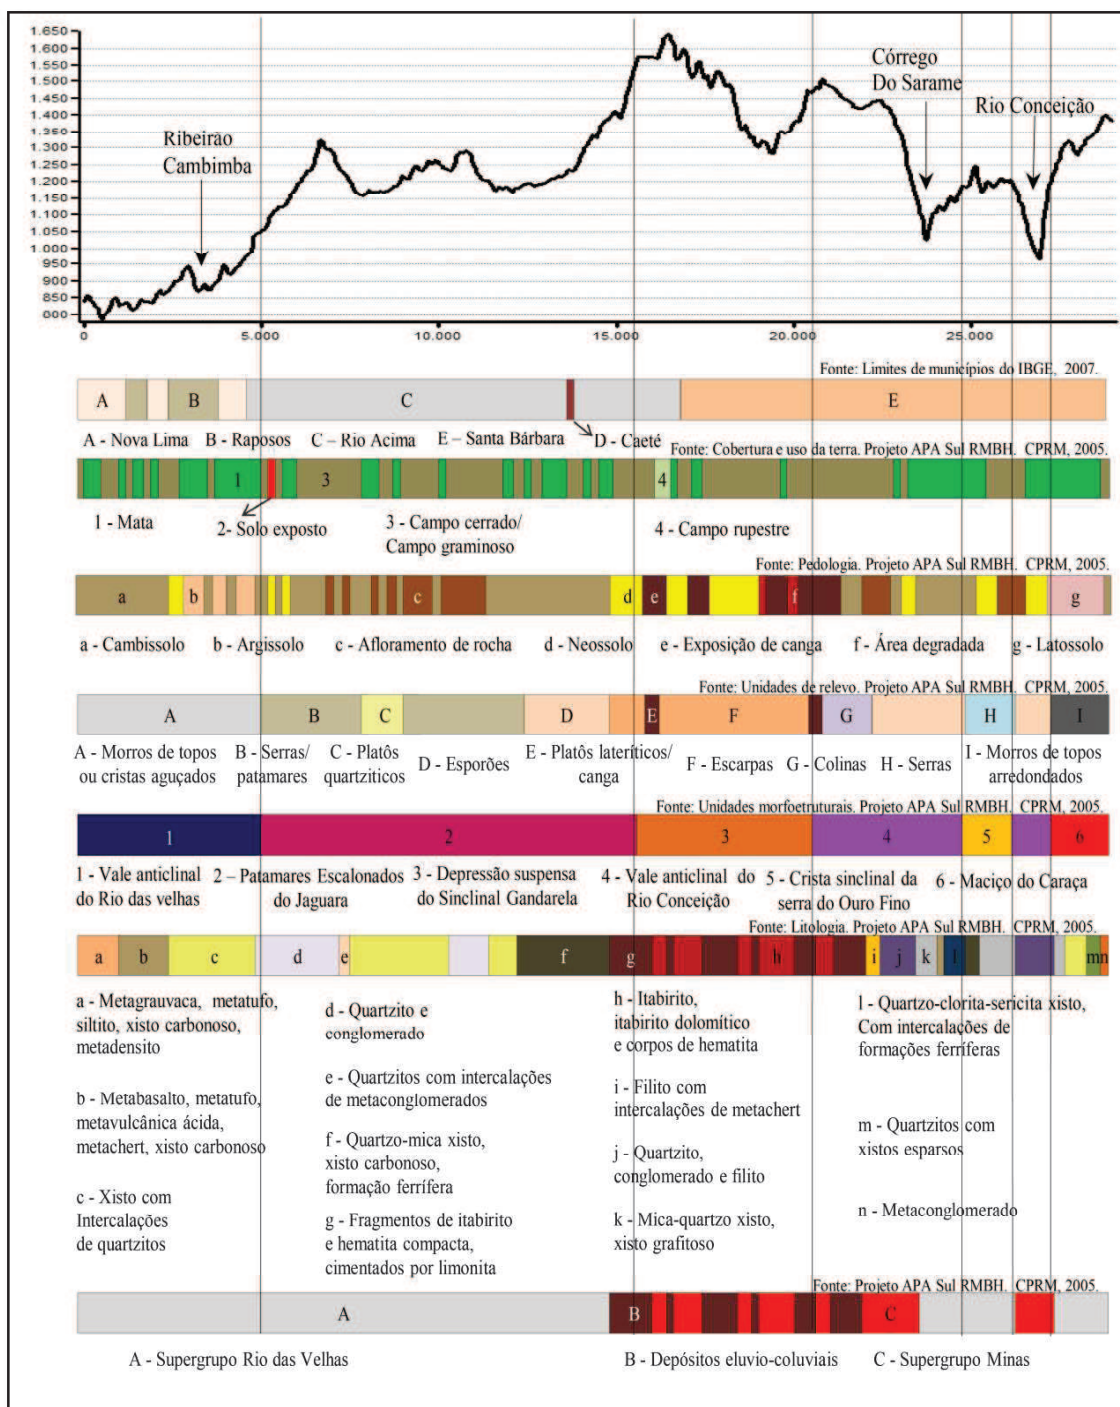 1.650
1.600
1.550
1.500
1.450
1.400
1.350
1.300
1.250
1.200
1.150
1.100
1.050
1.000
950
900
850
800
Ribeirão
Cambimba
Córrego
Do Sarame
Rio Conceição
0 5.000 10.000 15.000 20.000 25.000
Fonte: Limites de municípios do IBGE, 2007.
A B C E
A - Nova Lima B - Raposos C – Rio Acima E – Santa Bárbara D - Caeté
Fonte: Cobertura e uso da terra. Projeto APA Sul RMBH. CPRM, 2005.
1 3 4
1 - Mata 2- Solo exposto 3 - Campo cerrado/ 4 - Campo rupestre
Campo graminoso
Fonte: Pedologia. Projeto APA Sul RMBH. CPRM, 2005.
a b c d e f g
a - Cambissolo b - Argissolo c - Afloramento de rocha d - Neossolo e - Exposição de canga f - Área degradada g - Latossolo
Fonte: Unidades de relevo. Projeto APA Sul RMBH. CPRM, 2005.
A B C D E F G H I
A - Morros de topos B - Serras/ C - Platôs E - Platôs lateríticos/ I - Morros de topos
ou cristas aguçados patamares quartzíticos D - Esporões canga F - Escarpas G - Colinas H - Serras arredondados
Fonte: Unidades morfoetruturais. Projeto APA Sul RMBH. CPRM, 2005.
1 2 3 4 5 6
1 - Vale anticlinal 2 – Patamares Escalonados 3 - Depressão suspensa 4 - Vale anticlinal do 5 - Crista sinclinal da 6 - Maciço do Caraça
do Rio das velhas do Jaguara do Sinclinal Gandarela Rio Conceição serra do Ouro Fino
Fonte: Litologia. Projeto APA Sul RMBH. CPRM, 2005.
a b c d e f g h i j k l m n
a - Metagrauvaca, metatufo,
siltito, xisto carbonoso,
metadensito
b - Metabasalto, metatufo,
metavulcânica ácida,
metachert, xisto carbonoso
c - Xisto com
Intercalações
de quartzitos
d - Quartzito e
conglomerado
e - Quartzitos com intercalações
de metaconglomerados
f - Quartzo-mica xisto,
xisto carbonoso,
formação ferrífera
g - Fragmentos de itabirito
e hematita compacta,
cimentados por limonita
h - Itabirito,
itabirito dolomítico
e corpos de hematita
i - Filito com
intercalações de metachert
j - Quartzito,
conglomerado e filito
k - Mica-quartzo xisto,
xisto grafitoso
l - Quartzo-clorita-sericita xisto,
Com intercalações de
formações ferríferas
m - Quartzitos com
xistos esparsos
n - Metaconglomerado
Fonte: Projeto APA Sul RMBH. CPRM, 2005.
A B C
A - Supergrupo Rio das Velhas B - Depósitos eluvio-coluviais C - Supergrupo Minas